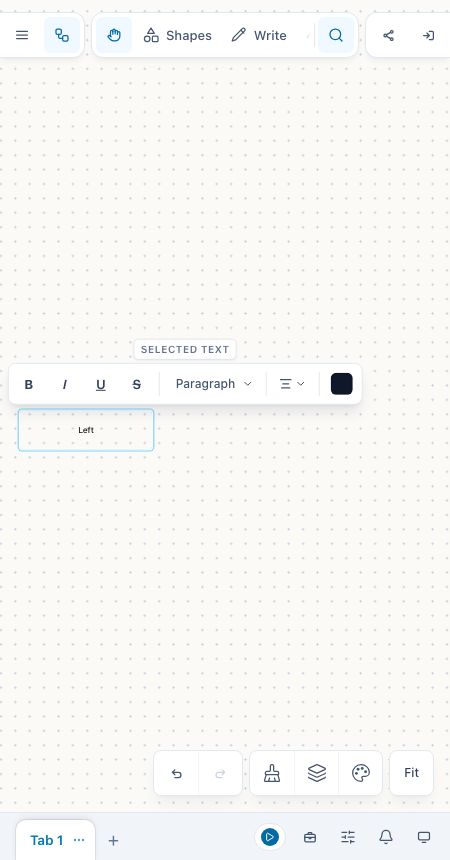 Shapes
Write
SELECTED TEXT
B I U S Paragraph
Left
Fit
Tab 1